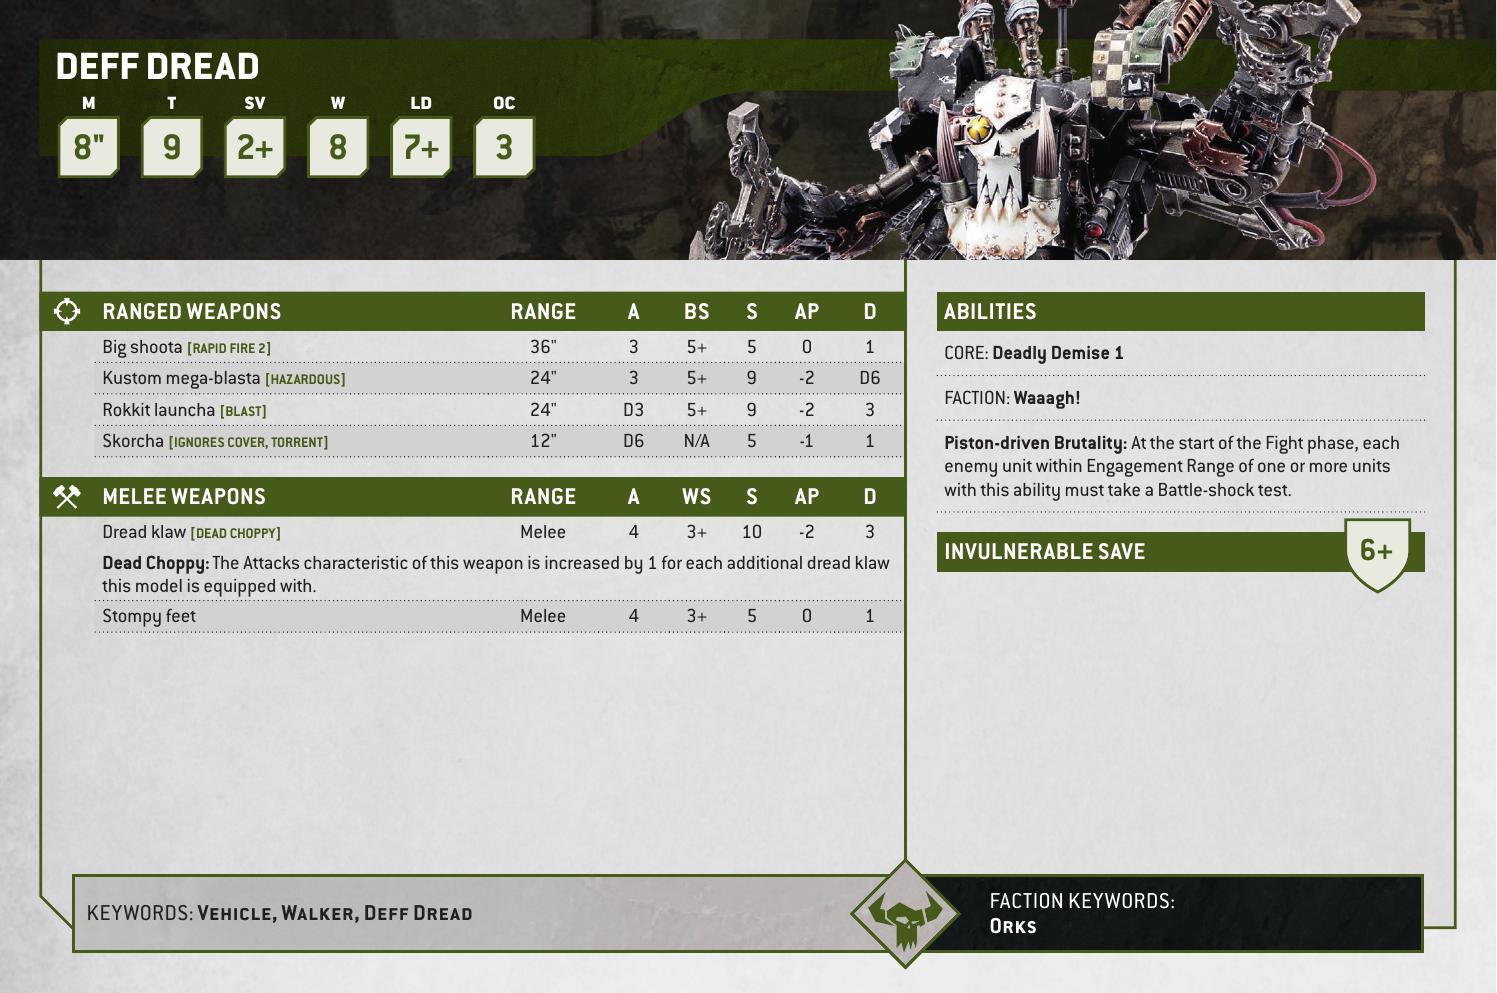 DEFF DREAD
M T SV W LD OC
8" 9 2+ 8 7+ 3
RANGED WEAPONS RANGE A BS S AP D
Big shoota [RAPID FIRE 2] 36" 3 5+ 5 0 1
Kustom mega-blasta [HAZARDOUS] 24" 3 5+ 9 -2 D6
Rokkit launcha [BLAST] 24" D3 5+ 9 -2 3
Skorcha [IGNORES COVER, TORRENT] 12" D6 N/A 5 -1 1
MELEE WEAPONS RANGE A WS S AP D
Dread klaw [DEAD CHOPPY] Melee 4 3+ 10 -2 3
Dead Choppy: The Attacks characteristic of this weapon is increased by 1 for each additional dread klaw
this model is equipped with.
Stompy feet Melee 4 3+ 5 0 1
ABILITIES
CORE: Deadly Demise 1
FACTION: Waaagh!
Piston-driven Brutality: At the start of the Fight phase, each
enemy unit within Engagement Range of one or more units
with this ability must take a Battle-shock test.
INVULNERABLE SAVE 6+
KEYWORDS: VEHICLE, WALKER, DEFF DREAD
FACTION KEYWORDS:
ORKS